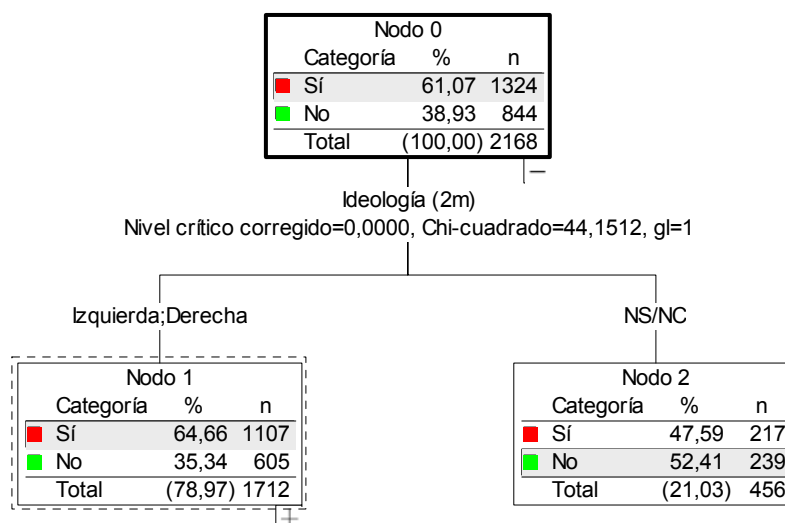 Nodo 0
Categoría % n
Sí 61,07 1324
No 38,93 844
Total (100,00) 2168
Ideología (2m)
Nivel crítico corregido=0,0000, Chi-cuadrado=44,1512, gl=1
Izquierda;Derecha
NS/NC
Nodo 1
Categoría % n
Sí 64,66 1107
No 35,34 605
Total (78,97) 1712
Nodo 2
Categoría % n
Sí 47,59 217
No 52,41 239
Total (21,03) 456